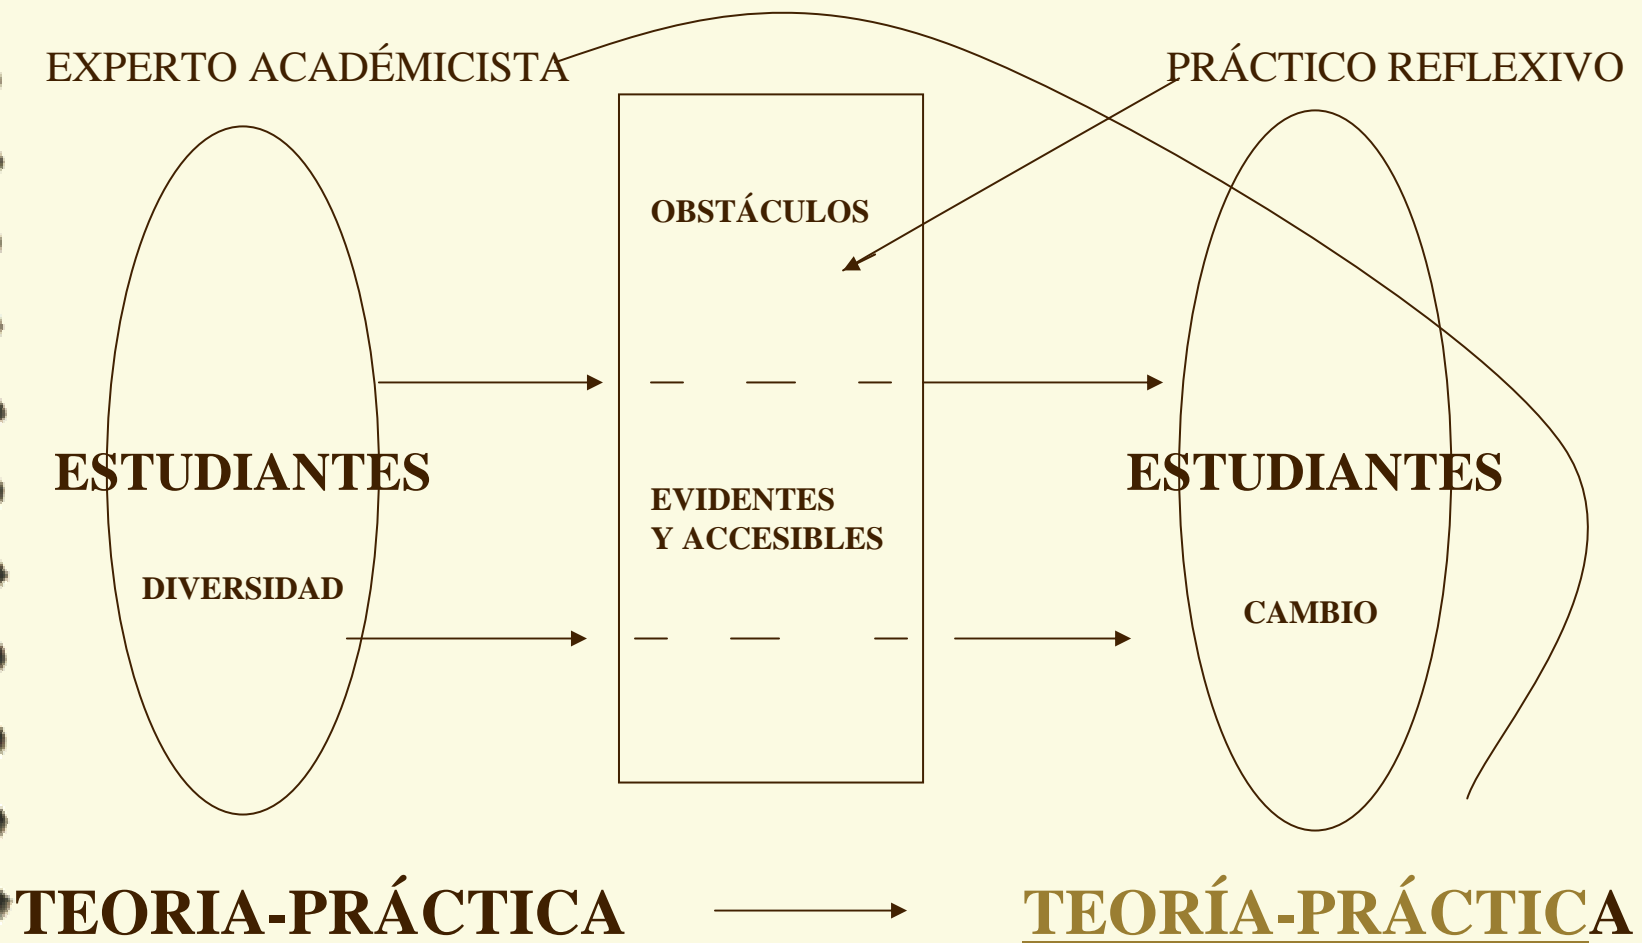 EXPERTO ACADÉMICISTA
PRÁCTICO REFLEXIVO
OBSTÁCULOS
ESTUDIANTES
EVIDENTES
Y ACCESIBLES
ESTUDIANTES
DIVERSIDAD
CAMBIO
TEORIA-PRÁCTICA
TEORÍA-PRÁCTICA